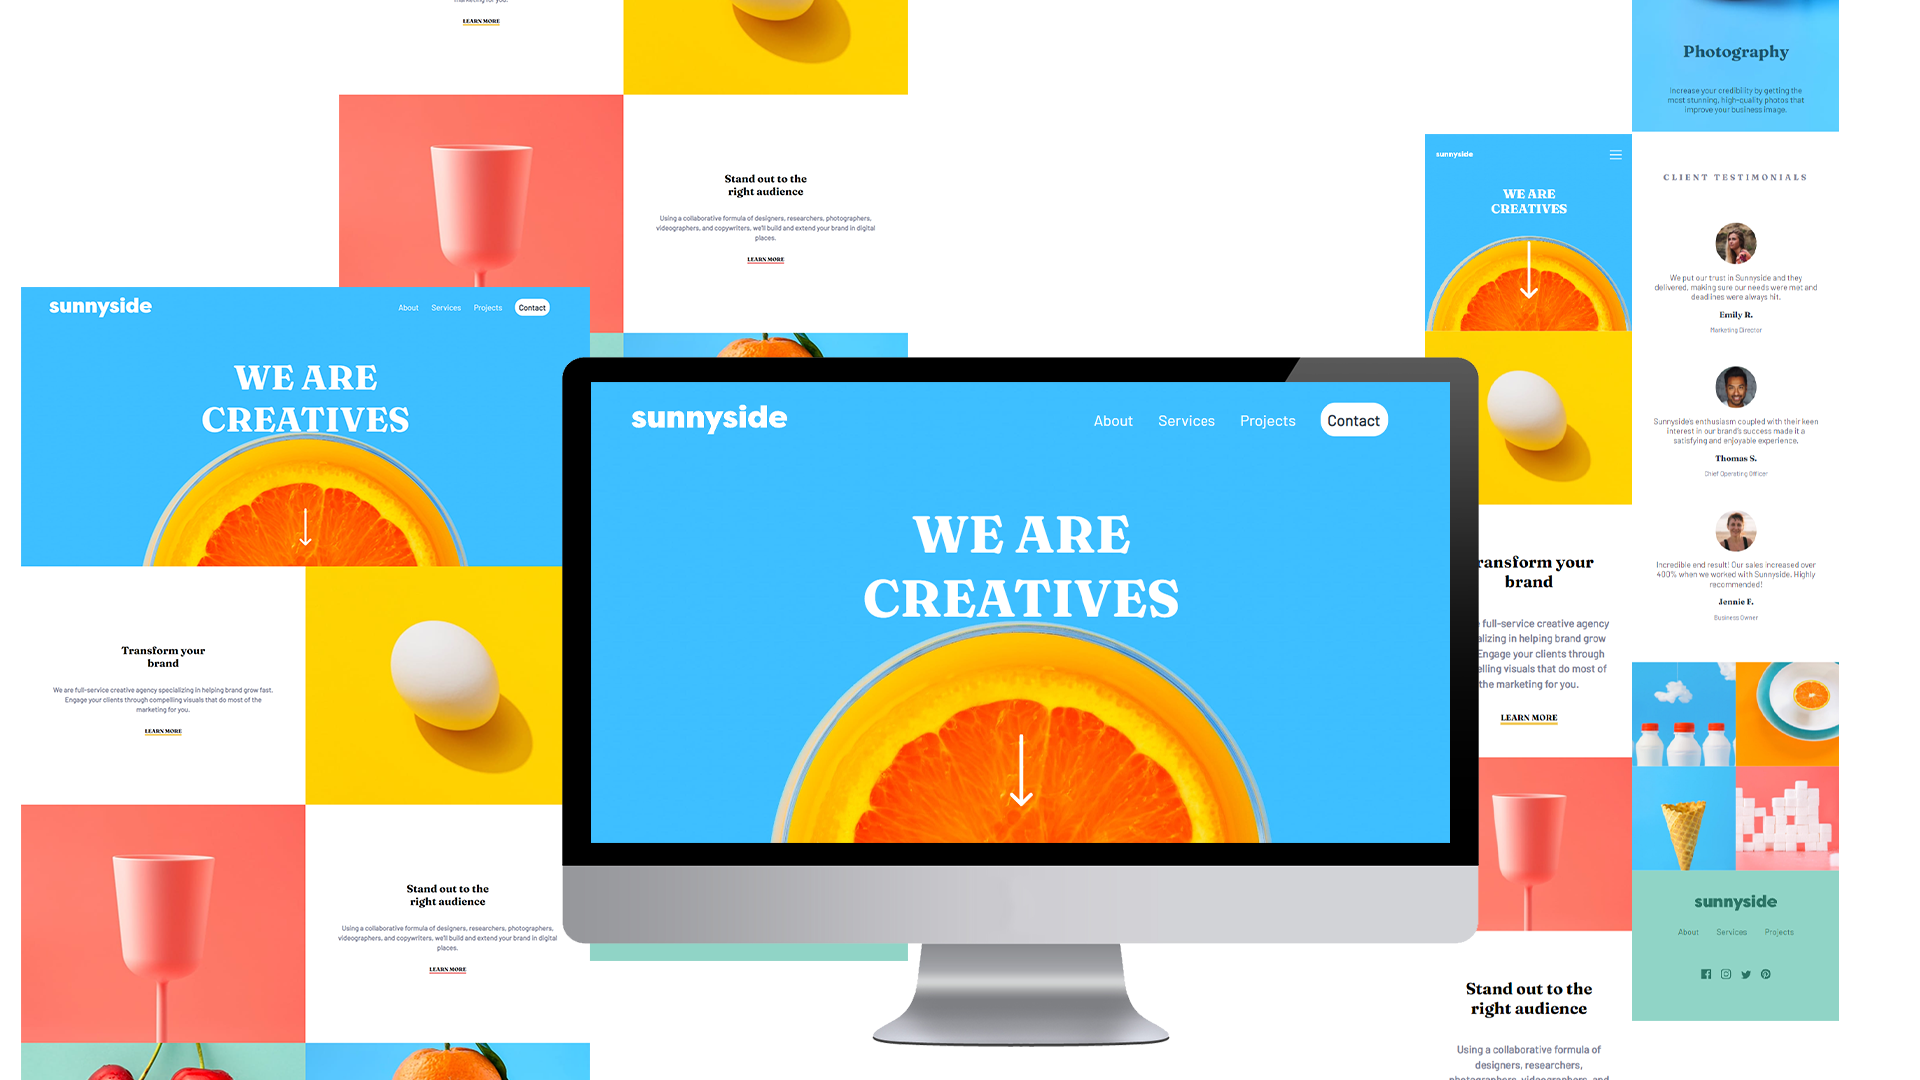 LEARN MORE
Stand out to the
right audience
Using a collaborative formula of designers, researchers, photographers,
videographers, and copywriters, we'll build and extend your brand in digital
places.
LEARN MORE
sunnyside
About Services Projects Contact
WE ARE
CREATIVES
Transform your
brand
We are full-service creative agency specializing in helping brand grow fast.
Engage your clients through compelling visuals that do most of the
marketing for you.
LEARN MORE
Stand out to the
right audience
Using a collaborative formula of designers, researchers, photographers,
videographers, and copywriters, we'll build and extend your brand in digital
places.
LEARN MORE
sunnyside
About Services Projects Contact
WE ARE
CREATIVES
sunnyside
WE ARE
CREATIVES
ransform your
brand
full-service creative agency
alizing in helping brand grow
Engage your clients through
elling visuals that do most of
the marketing for you.
LEARN MORE
Stand out to the
right audience
Using a collaborative formula of
designers, researchers,
Photography
Increase your credibility by getting the
most stunning, high-quality photos that
improve your business image.
CLIENT TESTIMONIALS
We put our trust in Sunnyside and they
delivered, making sure our needs were met and
deadlines were always hit.
Emily R.
Marketing Director
Sunnyside's enthusiasm coupled with their keen
interest in our brand's success made it a
satisfying and enjoyable experience.
Thomas S.
Chief Operating Officer
Incredible end result! Our sales increased over
400% when we worked with Sunnyside. Highly
recommended!
Jennie F.
Business Owner
sunnyside
About Services Projects